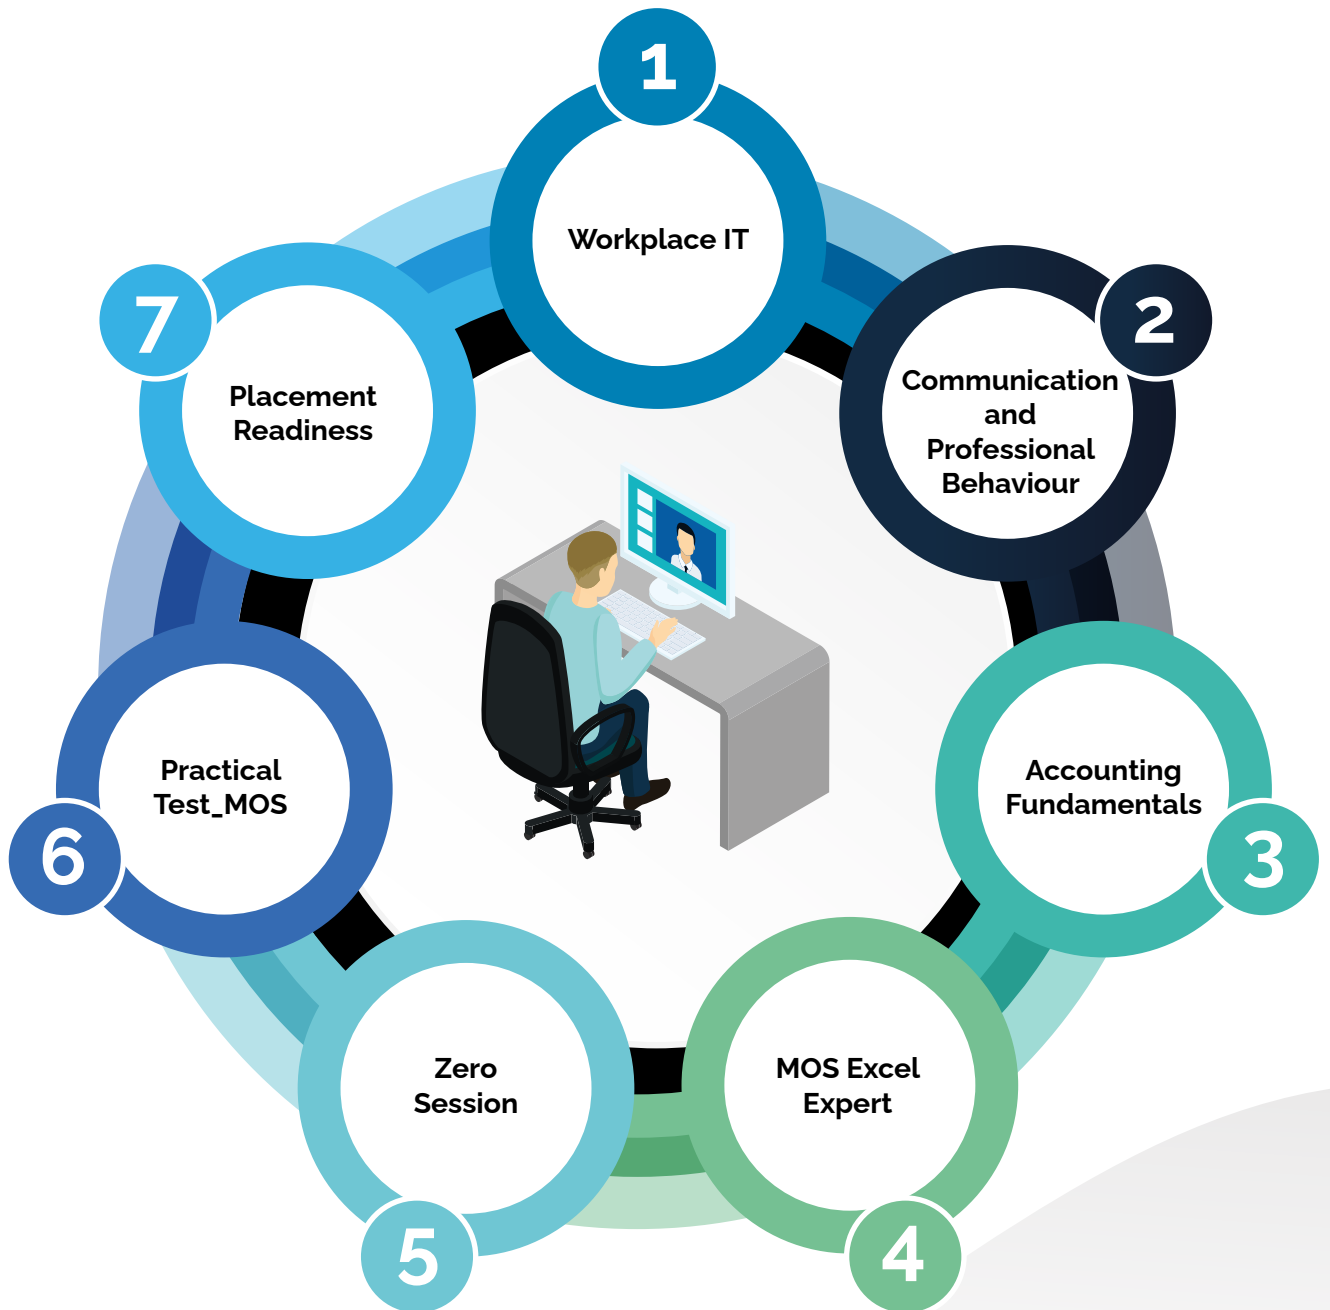 1
Workplace IT
2
Communication
and
Professional
Behaviour
3
Accounting
Fundamentals
4
MOS Excel
Expert
5
Zero
Session
6
Practical
Test_MOS
7
Placement
Readiness